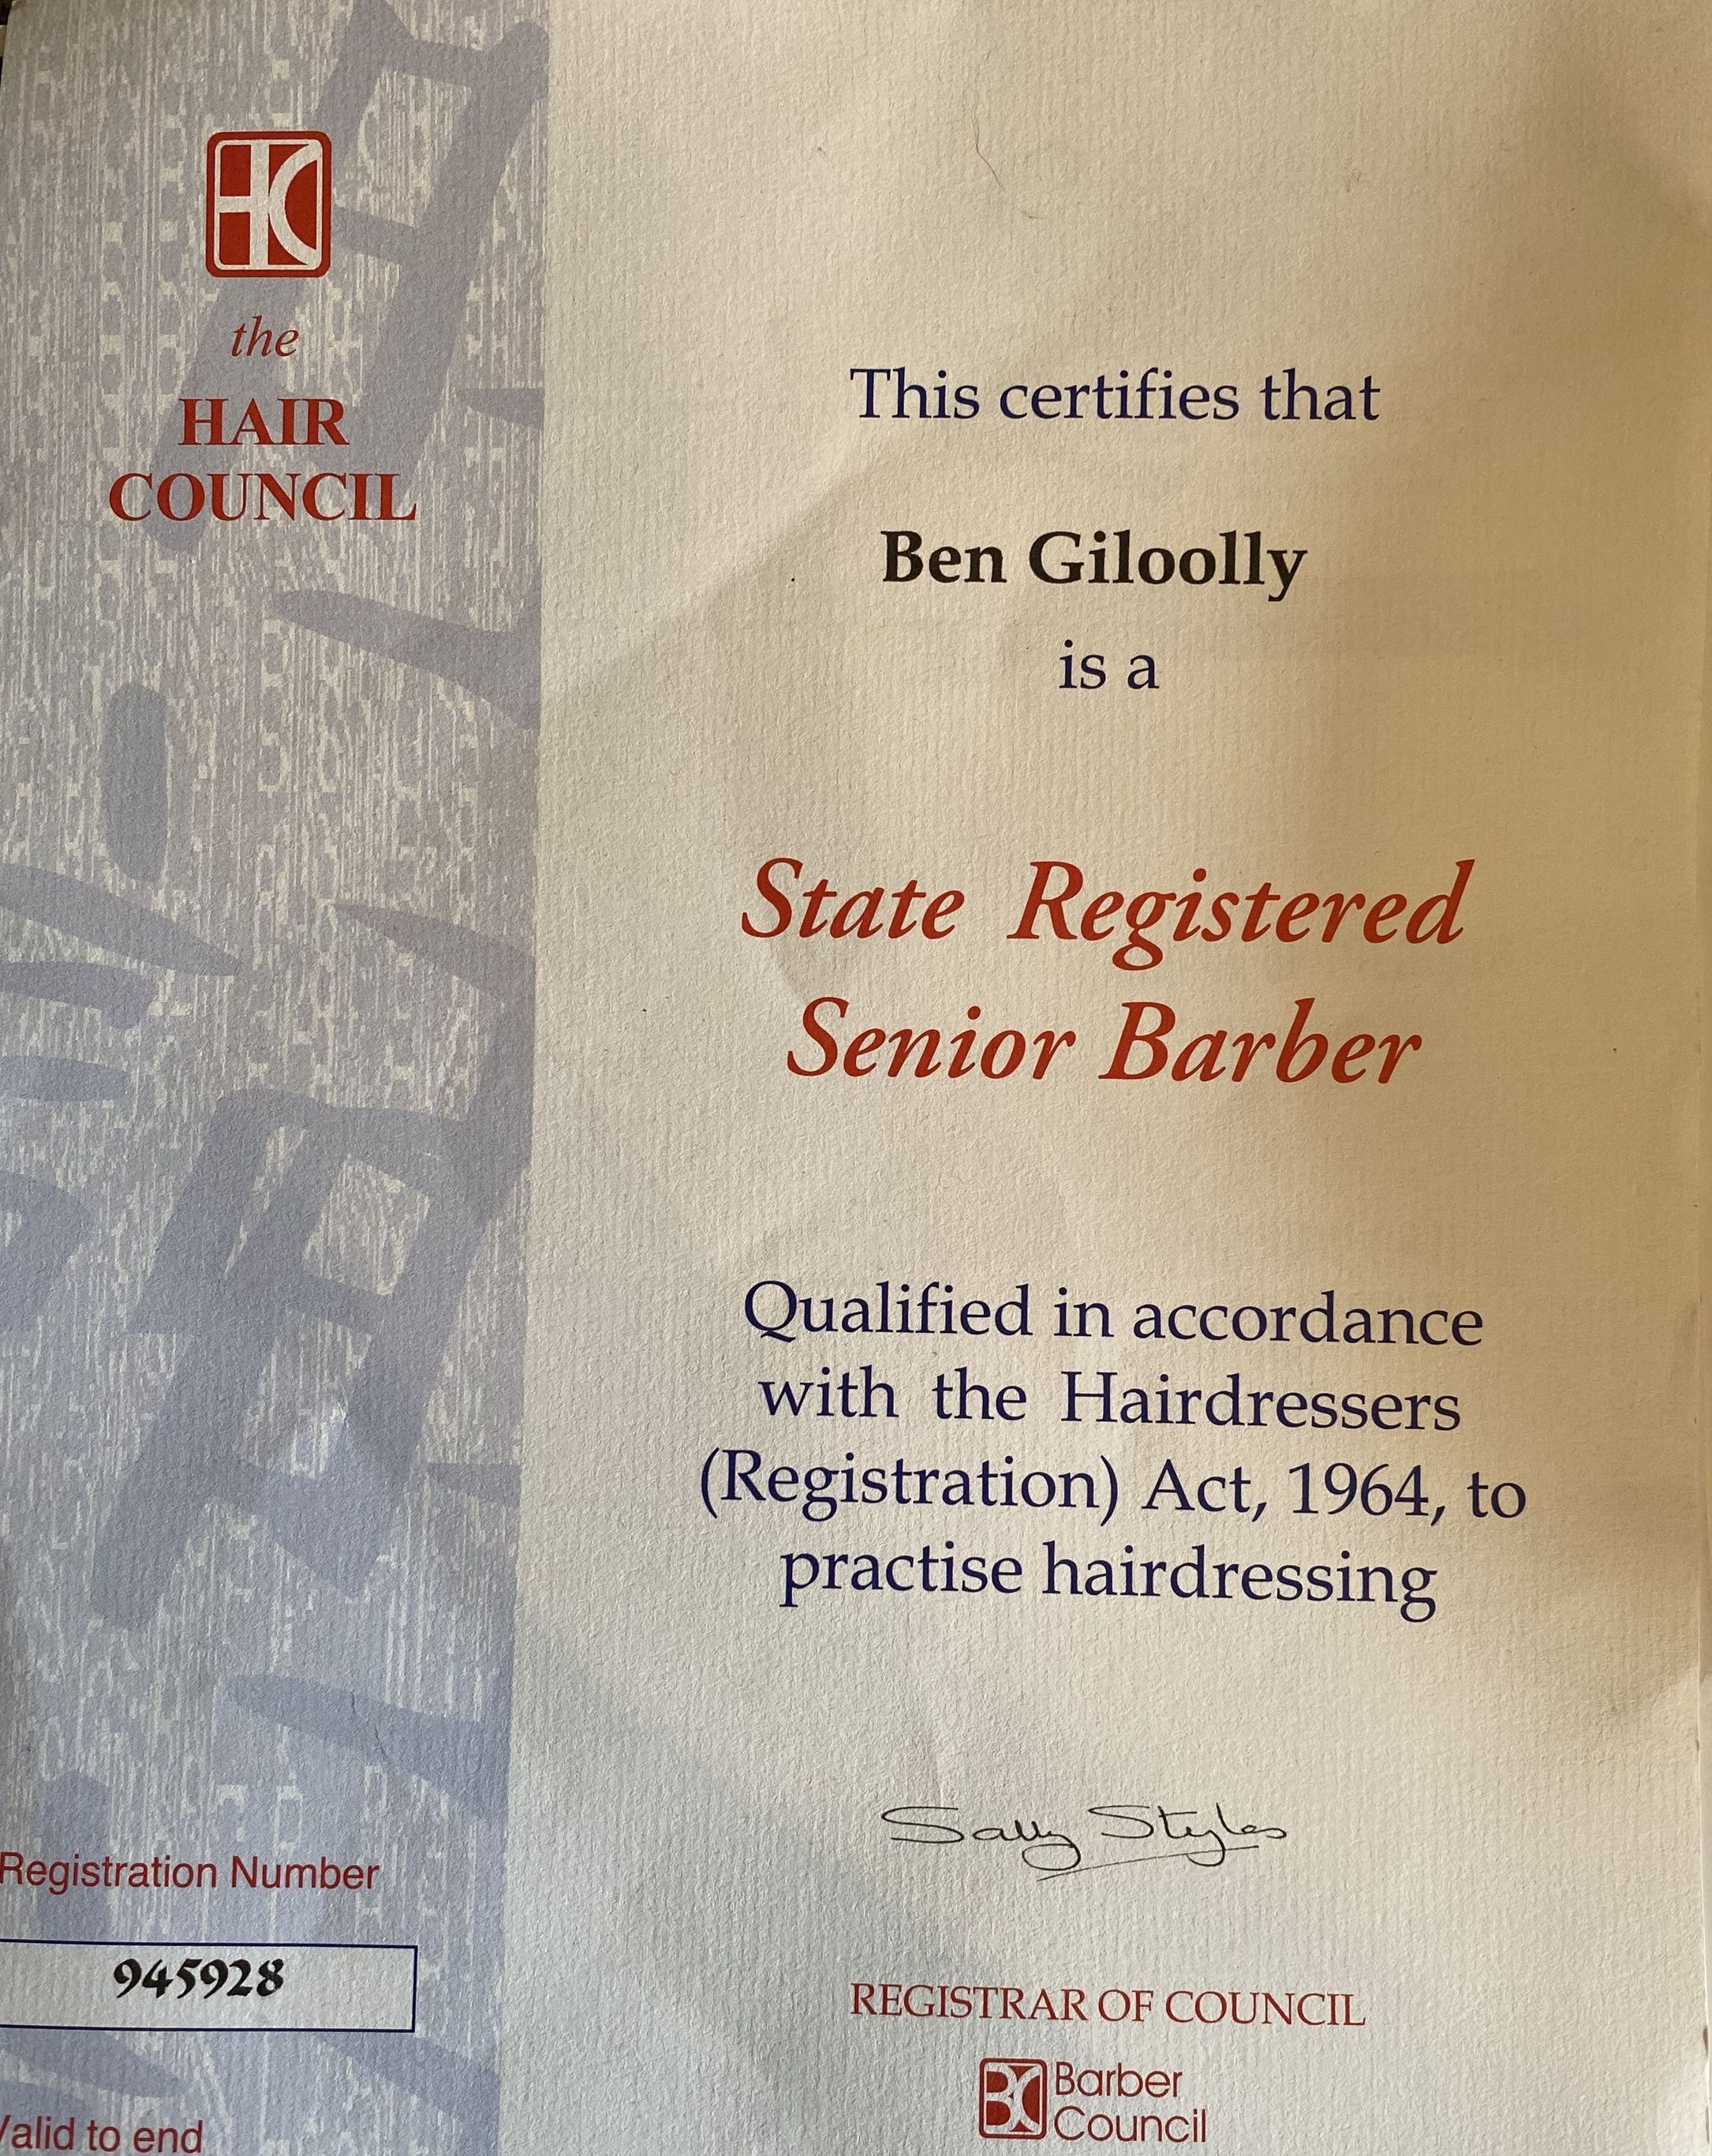 HC
the
HAIR
COUNCIL
This certifies that
Ben Giloolly
is a
State Registered
Senior Barber
Qualified in accordance
with the Hairdressers
(Registration) Act, 1964, to
practise hairdressing
Sally Styles
REGISTRAR OF COUNCIL
BC Barber
Council
Registration Number
945928
Valid to end